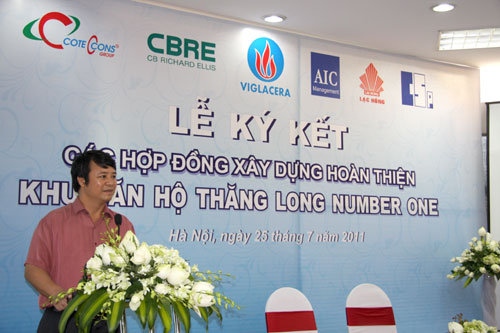 COTECCONS®
GROUP
CBRE
CB RICHARD ELLIS
VIGLACERA
AIC
Management
LẠC HỒNG
LỄ KÝ KẾT
CÁC HỢP ĐỒNG XÂY DỰNG HOÀN THIỆN
KHU CĂN HỘ THĂNG LONG NUMBER ONE
Hà Nội, ngày 25 tháng 7 năm 2011